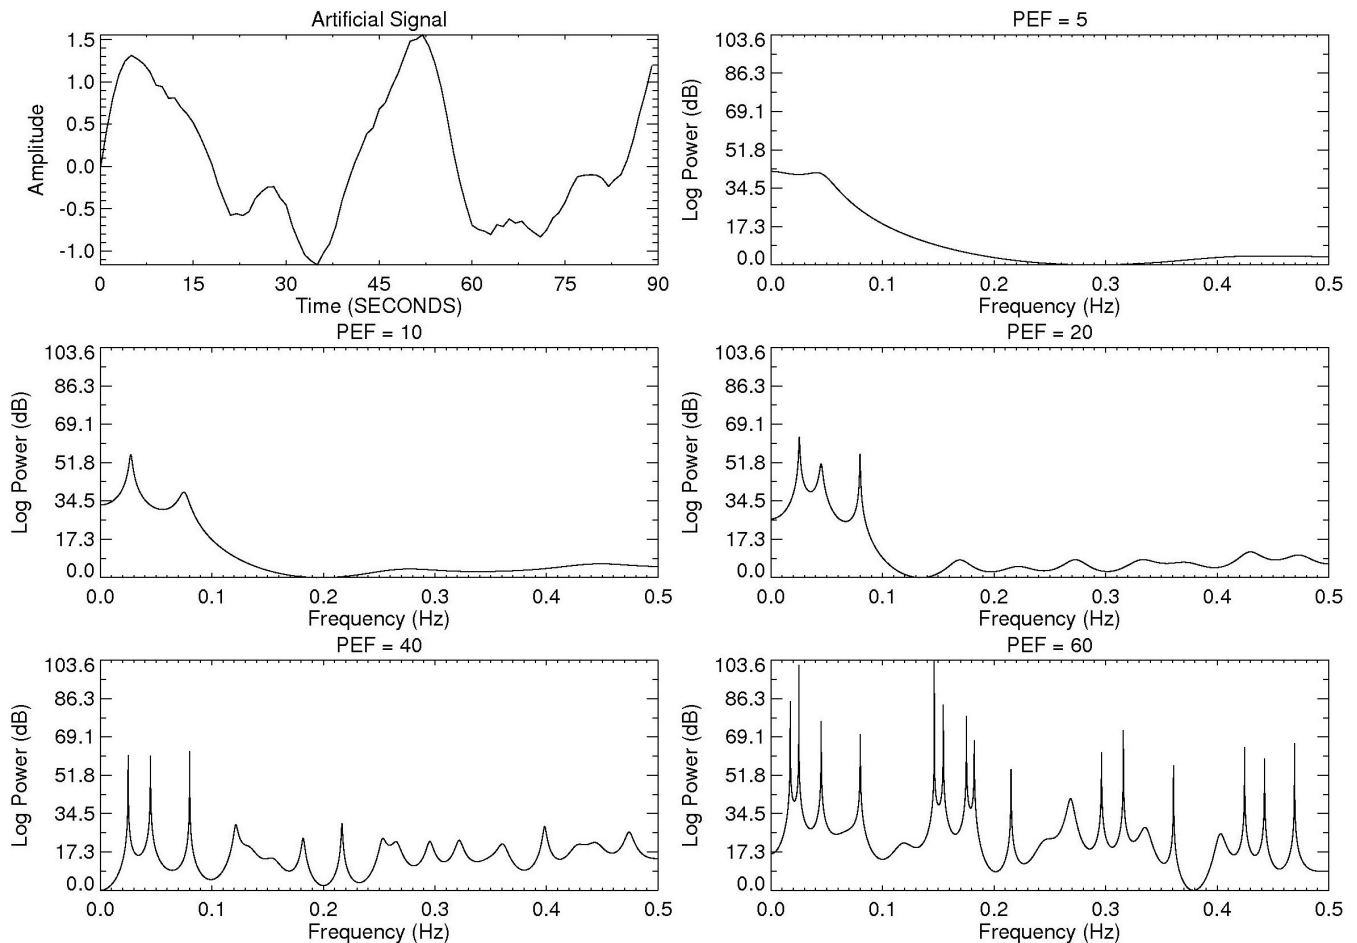 Artificial Signal
Amplitude
1.5
1.0
0.5
0.0
-0.5
-1.0
0 15 30 45 60 75 90
Time (SECONDS)
PEF = 5
Log Power (dB)
103.6
86.3
69.1
51.8
34.5
17.3
0.0
0.0 0.1 0.2 0.3 0.4 0.5
Frequency (Hz)
PEF = 10
Log Power (dB)
103.6
86.3
69.1
51.8
34.5
17.3
0.0
0.0 0.1 0.2 0.3 0.4 0.5
Frequency (Hz)
PEF = 20
Log Power (dB)
103.6
86.3
69.1
51.8
34.5
17.3
0.0
0.0 0.1 0.2 0.3 0.4 0.5
Frequency (Hz)
PEF = 40
Log Power (dB)
103.6
86.3
69.1
51.8
34.5
17.3
0.0
0.0 0.1 0.2 0.3 0.4 0.5
Frequency (Hz)
PEF = 60
Log Power (dB)
103.6
86.3
69.1
51.8
34.5
17.3
0.0
0.0 0.1 0.2 0.3 0.4 0.5
Frequency (Hz)